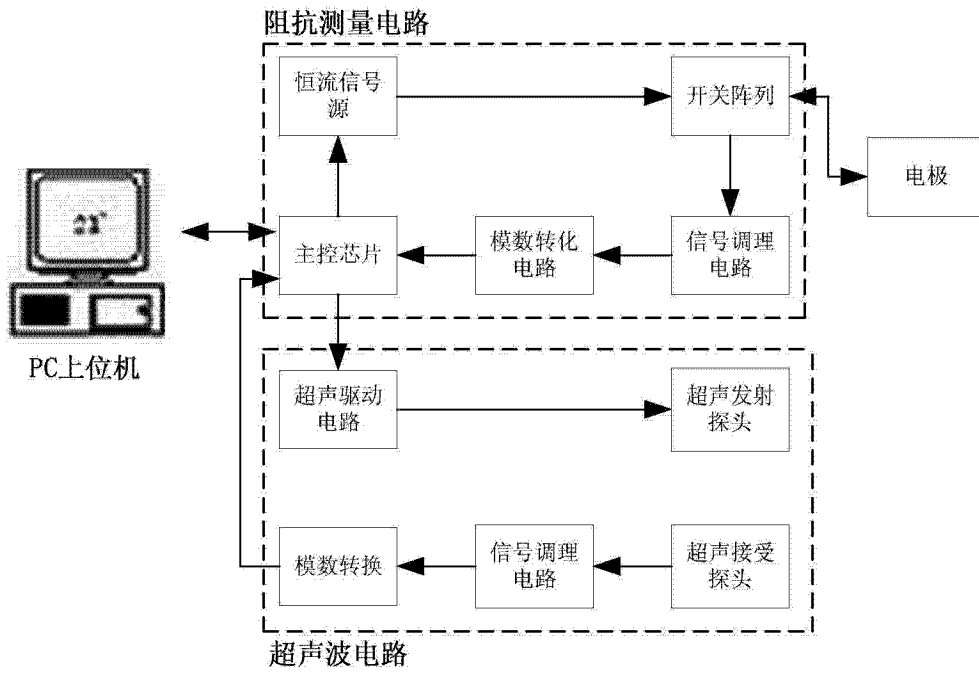 阻抗测量电路
恒流信号
源
开关阵列
电极
主控芯片
模数转化
电路
信号调理
电路
PC上位机
超声驱动
电路
超声发射
探头
模数转换
信号调理
电路
超声接受
探头
超声波电路